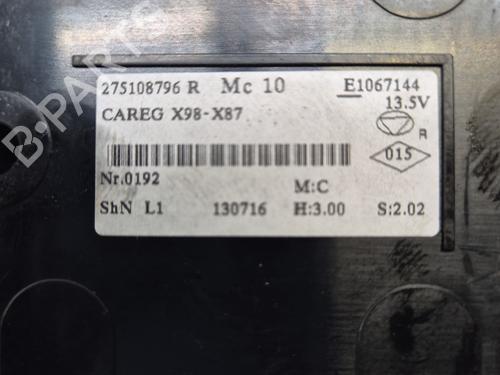 275108796 R Mc 10 E1067144
13.5V
CAREG X98-X87
R
015
Nr.0192
M:C
ShN L1 130716 H:3.00 S:2.02
B-PARTS